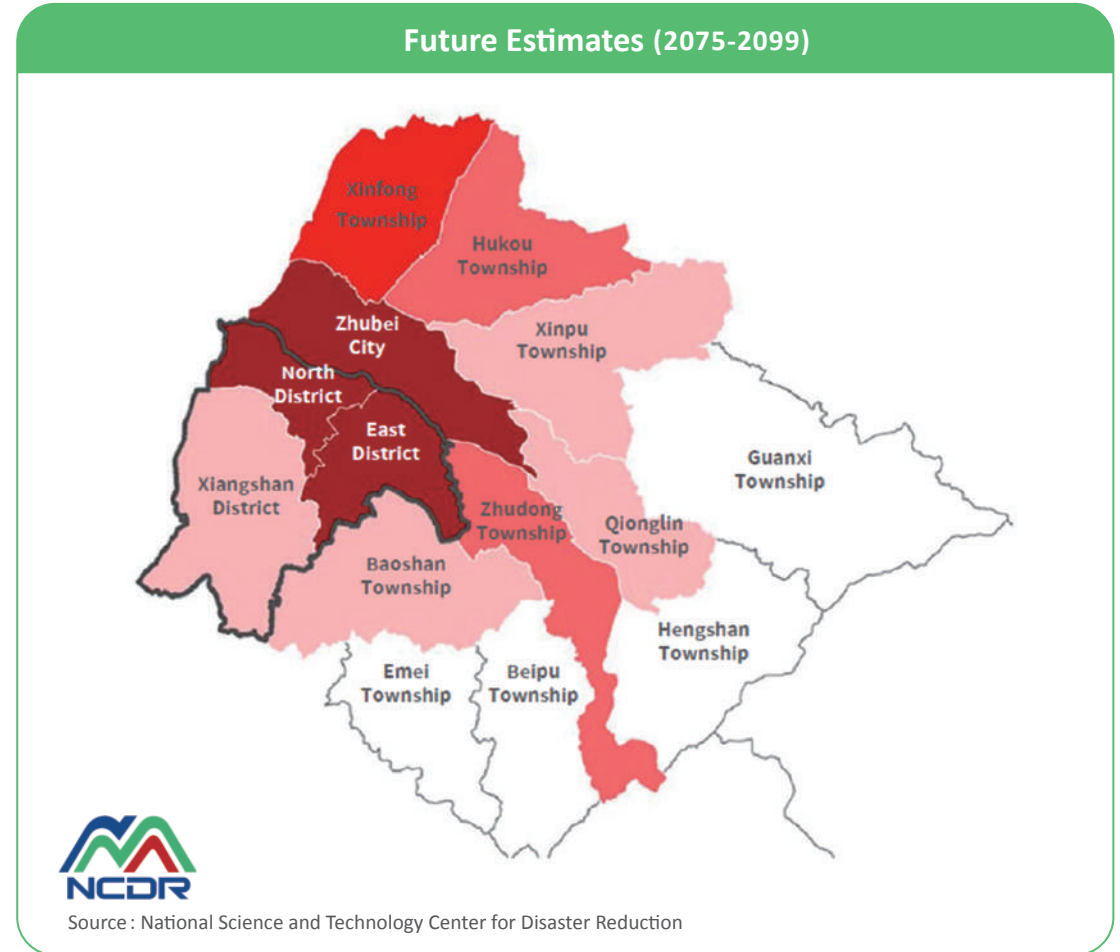 Future Estimates (2075-2099)
Xinfong
Township
Hukou
Township
Zhubei
City
Xinpu
Township
North
District
East
District
Guanxi
Township
Xiangshan
District
Zhudong
Township
Qionglin
Township
Baoshan
Township
Hengshan
Township
Emei
Township
Beipu
Township
NCDR
Source : National Science and Technology Center for Disaster Reduction